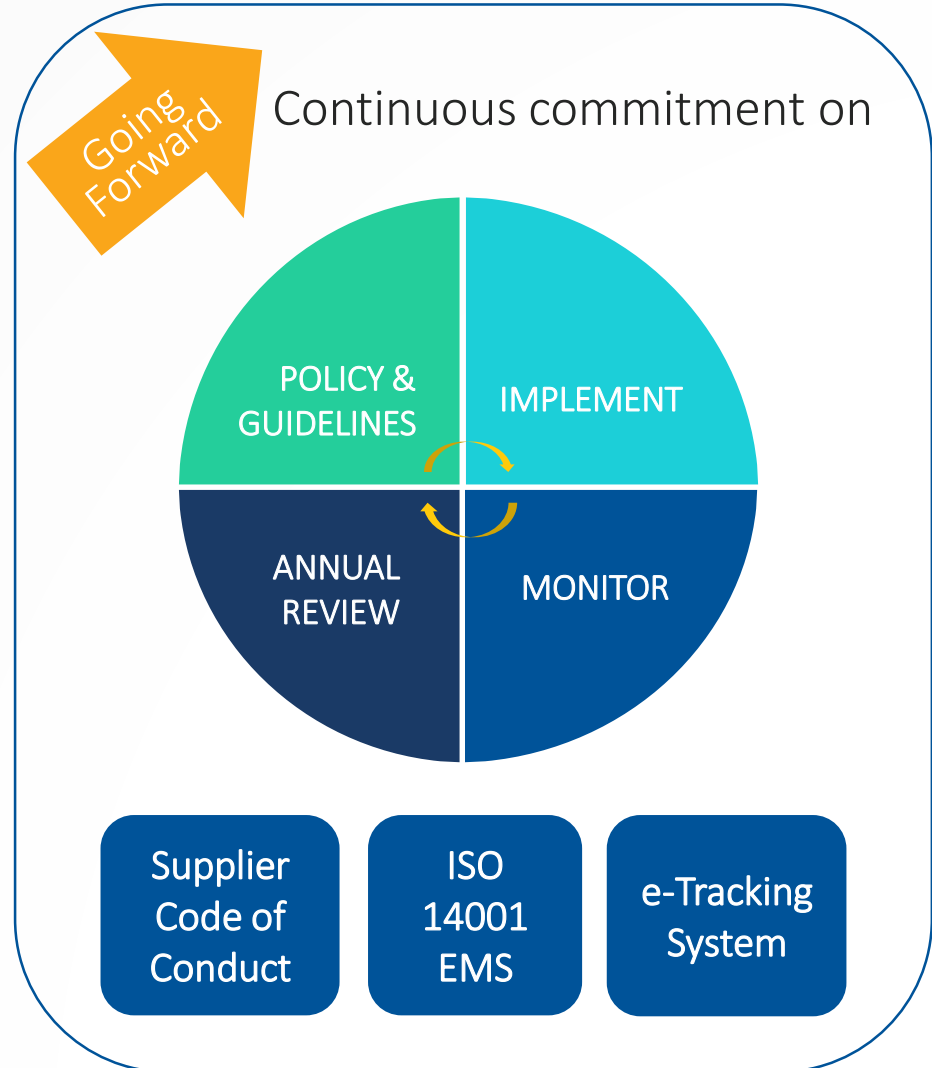 Going
Forward
Continuous commitment on
POLICY &
GUIDELINES
IMPLEMENT
ANNUAL
REVIEW
MONITOR
Supplier
Code of
Conduct
ISO
14001
EMS
e-Tracking
System